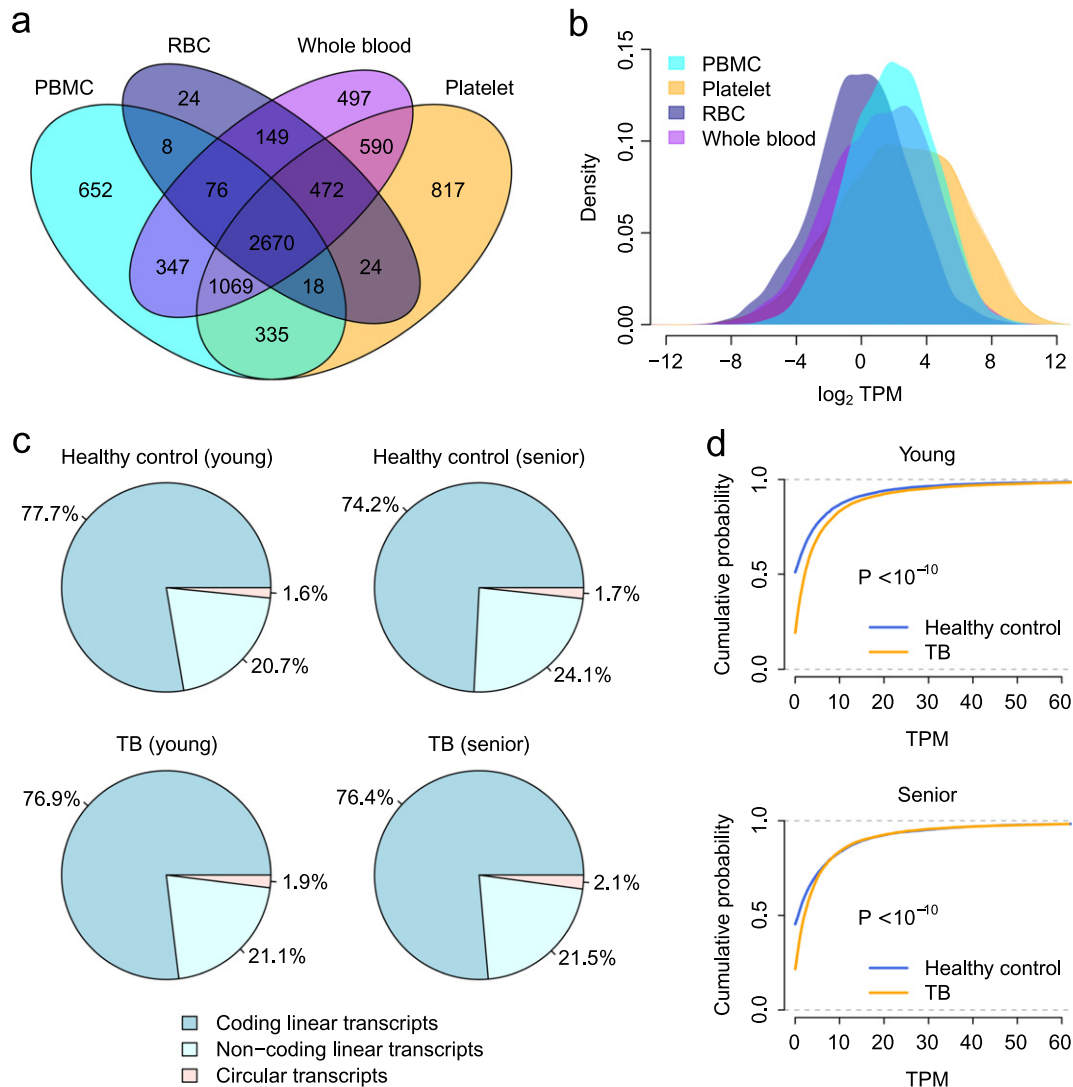 a
RBC
Whole blood
PBMC
Platelet
24
497
8
149
590
652
76
472
817
2670
347
1069
18
24
335
b
0.15
0.10
0.05
0.00
Density
PBMC
Platelet
RBC
Whole blood
−12
−8
−4
0
4
8
12
log₂ TPM
c
Healthy control (young)
77.7%
1.6%
20.7%
Healthy control (senior)
74.2%
1.7%
24.1%
TB (young)
76.9%
1.9%
21.1%
TB (senior)
76.4%
2.1%
21.5%
Coding linear transcripts
Non−coding linear transcripts
Circular transcripts
d
Young
Cumulative probability
1.0
0.5
0.0
P <10⁻¹⁰
Healthy control
TB
0 10 20 30 40 50 60
TPM
Senior
Cumulative probability
1.0
0.5
0.0
P <10⁻¹⁰
Healthy control
TB
0 10 20 30 40 50 60
TPM